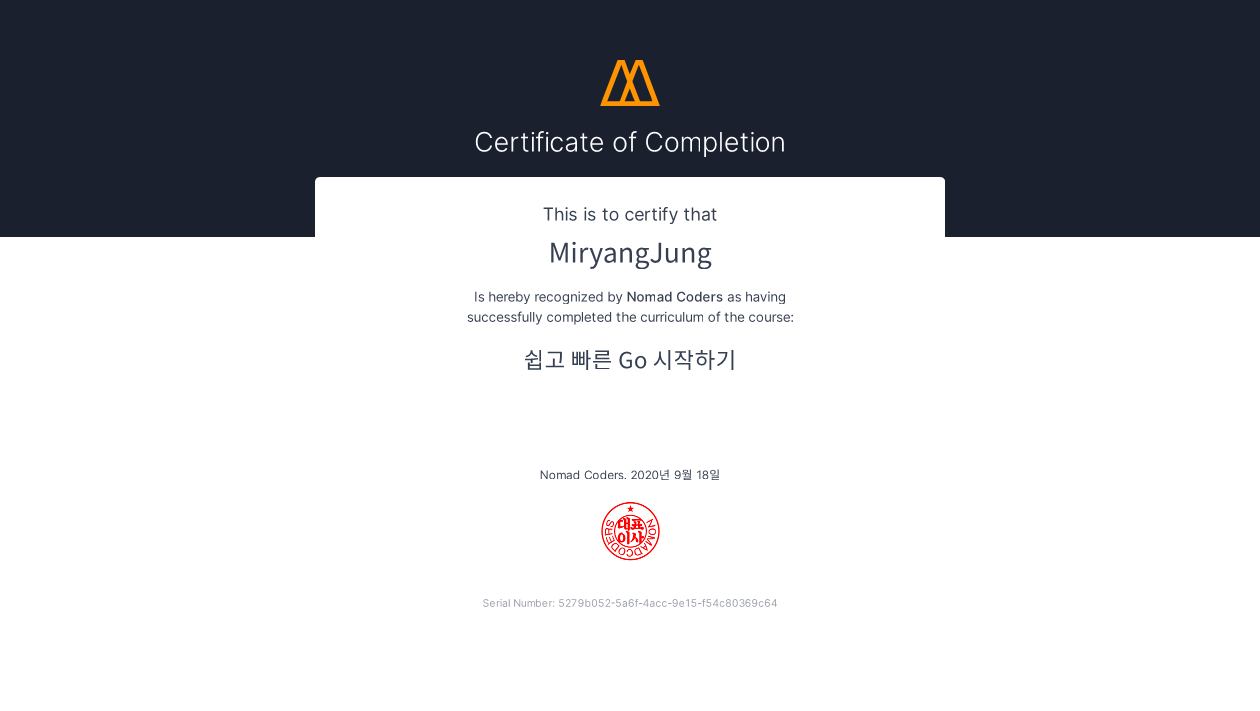 Certificate of Completion
This is to certify that
MiryangJung
Is hereby recognized by Nomad Coders as having
successfully completed the curriculum of the course:
쉽고 빠른 Go 시작하기
Nomad Coders. 2020년 9월 18일
대표
이사
NOMADCODERS
Serial Number: 5279b052-5a6f-4acc-9e15-f54c80369c64